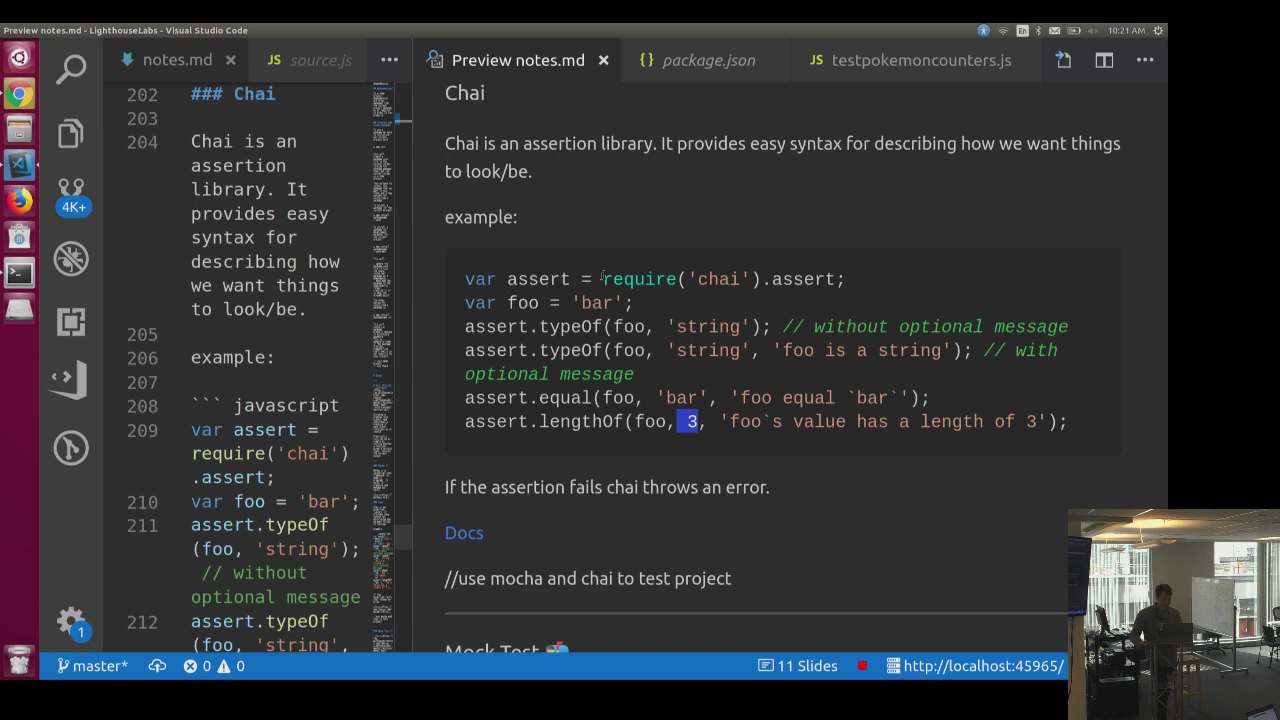 Preview notes.md - LighthouseLabs - Visual Studio Code
En
10:21 AM
notes.md
JS source.js
Preview notes.md
{} package.json
JS testpokemoncounters.js
4K+
1
202 ### Chai
203
204 Chai is an
assertion
library. It
provides easy
syntax for
describing how
we want things
to look/be.
205
206 example:
207
208 ``` javascript
209 var assert =
require('chai')
.assert;
210 var foo = 'bar';
211 assert.typeOf
(foo, 'string');
// without
optional message
212 assert.typeOf
(foo, 'string',
Chai
Chai is an assertion library. It provides easy syntax for describing how we want things
to look/be.
example:
var assert = require('chai').assert;
var foo = 'bar';
assert.typeOf(foo, 'string'); // without optional message
assert.typeOf(foo, 'string', 'foo is a string'); // with
optional message
assert.equal(foo, 'bar', 'foo equal `bar`');
assert.lengthOf(foo, 3, 'foo`s value has a length of 3');
If the assertion fails chai throws an error.
Docs
//use mocha and chai to test project
Mock Test
master*
0
0
11 Slides
http://localhost:45965/